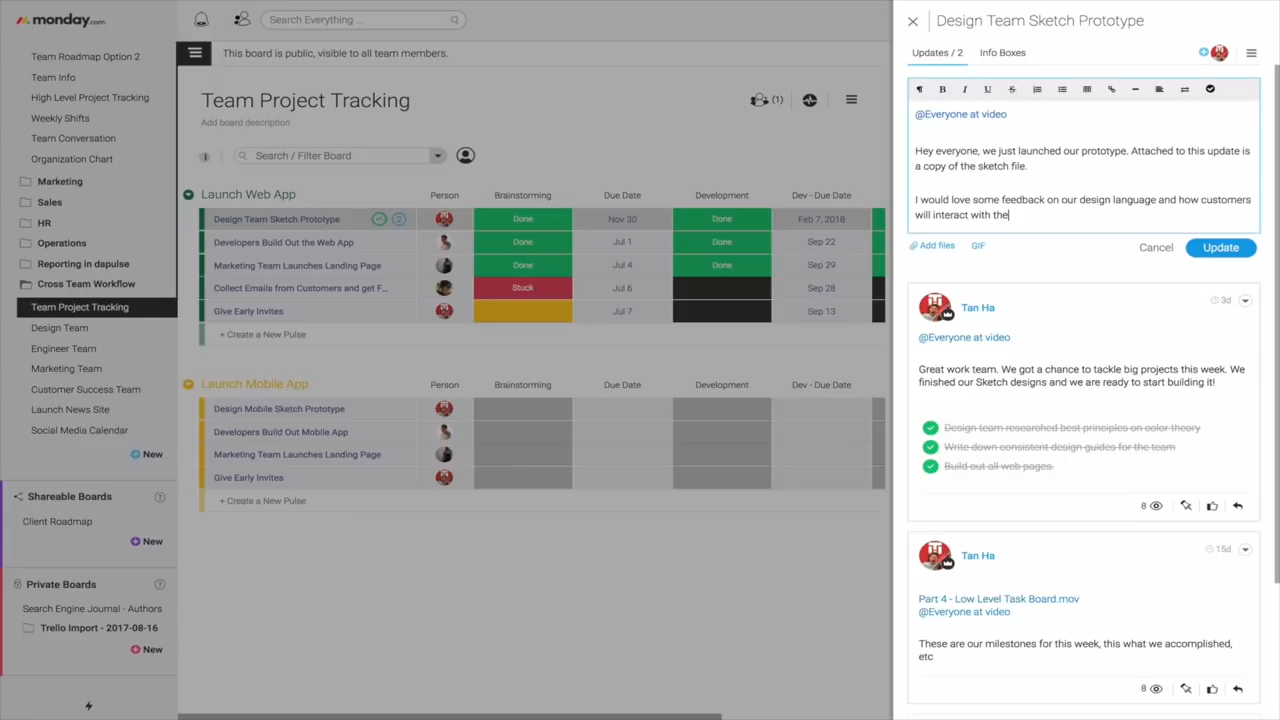 monday.com
Team Roadmap Option 2
Team Info
High Level Project Tracking
Weekly Shifts
Team Conversation
Organization Chart
Marketing
Sales
HR
Operations
Reporting in dapulse
Cross Team Workflow
Team Project Tracking
Design Team
Engineer Team
Marketing Team
Customer Success Team
Launch News Site
Social Media Calendar
New
Shareable Boards ?
Client Roadmap
New
Private Boards ?
Search Engine Journal - Authors
Trello Import - 2017-08-16
New
Search Everything ...
This board is public, visible to all team members.
Team Project Tracking
(1)
Add board description
Search / Filter Board
Launch Web App Person Brainstorming Due Date Development Dev - Due Date
Design Team Sketch Prototype 2 Done Nov 30 Done Feb 7, 2018
Developers Build Out the Web App Done Jul 1 Done Sep 22
Marketing Team Launches Landing Page Done Jul 4 Done Sep 29
Collect Emails from Customers and get F... Stuck Jul 6 Sep 28
Give Early Invites Jul 7 Sep 13
+ Create a New Pulse
Launch Mobile App Person Brainstorming Due Date Development Dev - Due Date
Design Mobile Sketch Prototype
Developers Build Out Mobile App
Marketing Team Launches Landing Page
Give Early Invites
+ Create a New Pulse
Design Team Sketch Prototype
Updates / 2 Info Boxes
¶ B I U S
@Everyone at video
Hey everyone, we just launched our prototype. Attached to this update is
a copy of the sketch file.
I would love some feedback on our design language and how customers
will interact with the
Add files GIF Cancel Update
Tan Ha 3d
@Everyone at video
Great work team. We got a chance to tackle big projects this week. We
finished our Sketch designs and we are ready to start building it!
Design team researched best principles on color theory
Write down consistent design guides for the team
Build out all web pages.
8
Tan Ha 15d
Part 4 - Low Level Task Board.mov
@Everyone at video
These are our milestones for this week, this what we accomplished,
etc
8